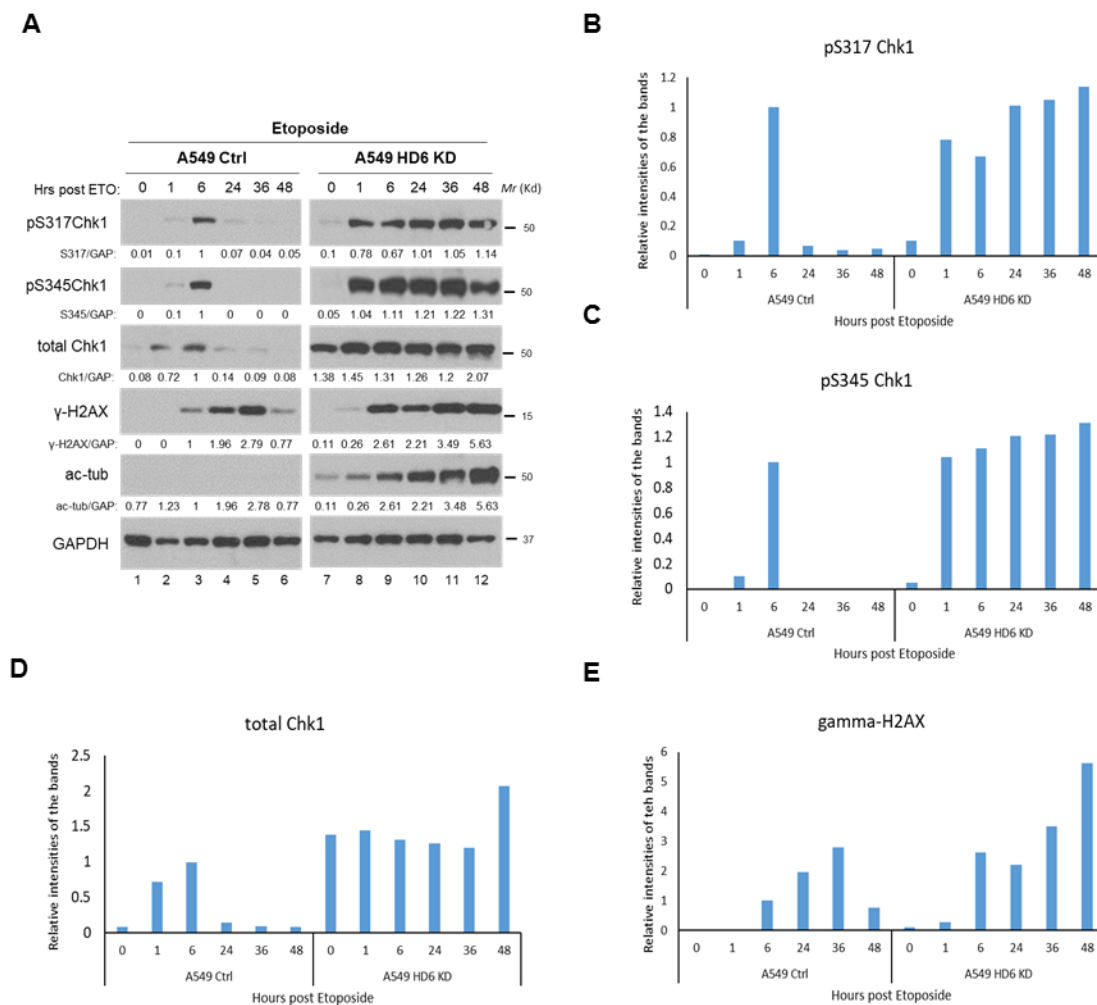 A
Etoposide
A549 Ctrl A549 HD6 KD
Hrs post ETO: 0 1 6 24 36 48 0 1 6 24 36 48 Mr (Kd)
pS317Chk1 50
S317/GAP: 0.01 0.1 1 0.07 0.04 0.05 0.1 0.78 0.67 1.01 1.05 1.14
pS345Chk1 50
S345/GAP: 0 0.1 1 0 0 0 0.05 1.04 1.11 1.21 1.22 1.31
total Chk1 50
Chk1/GAP: 0.08 0.72 1 0.14 0.09 0.08 1.38 1.45 1.31 1.26 1.2 2.07
γ-H2AX 15
γ-H2AX/GAP: 0 0 1 1.96 2.79 0.77 0.11 0.26 2.61 2.21 3.49 5.63
ac-tub 50
ac-tub/GAP: 0.77 1.23 1 1.96 2.78 0.77 0.11 0.26 2.61 2.21 3.48 5.63
GAPDH 37
1 2 3 4 5 6 7 8 9 10 11 12
B
pS317 Chk1
Relative intensities of the bands
1.2
1
0.8
0.6
0.4
0.2
0
0 1 6 24 36 48 0 1 6 24 36 48
A549 Ctrl A549 HD6 KD
Hours post Etoposide
C
pS345 Chk1
Relative intensities of the bands
1.4
1.2
1
0.8
0.6
0.4
0.2
0
0 1 6 24 36 48 0 1 6 24 36 48
A549 Ctrl A549 HD6 KD
Hours post Etoposide
D
total Chk1
Relative intensities of the bands
2.5
2
1.5
1
0.5
0
0 1 6 24 36 48 0 1 6 24 36 48
A549 Ctrl A549 HD6 KD
Hours post Etoposide
E
gamma-H2AX
Relative intensities of teh bands
6
5
4
3
2
1
0
0 1 6 24 36 48 0 1 6 24 36 48
A549 Ctrl A549 HD6 KD
Hours post Etoposide